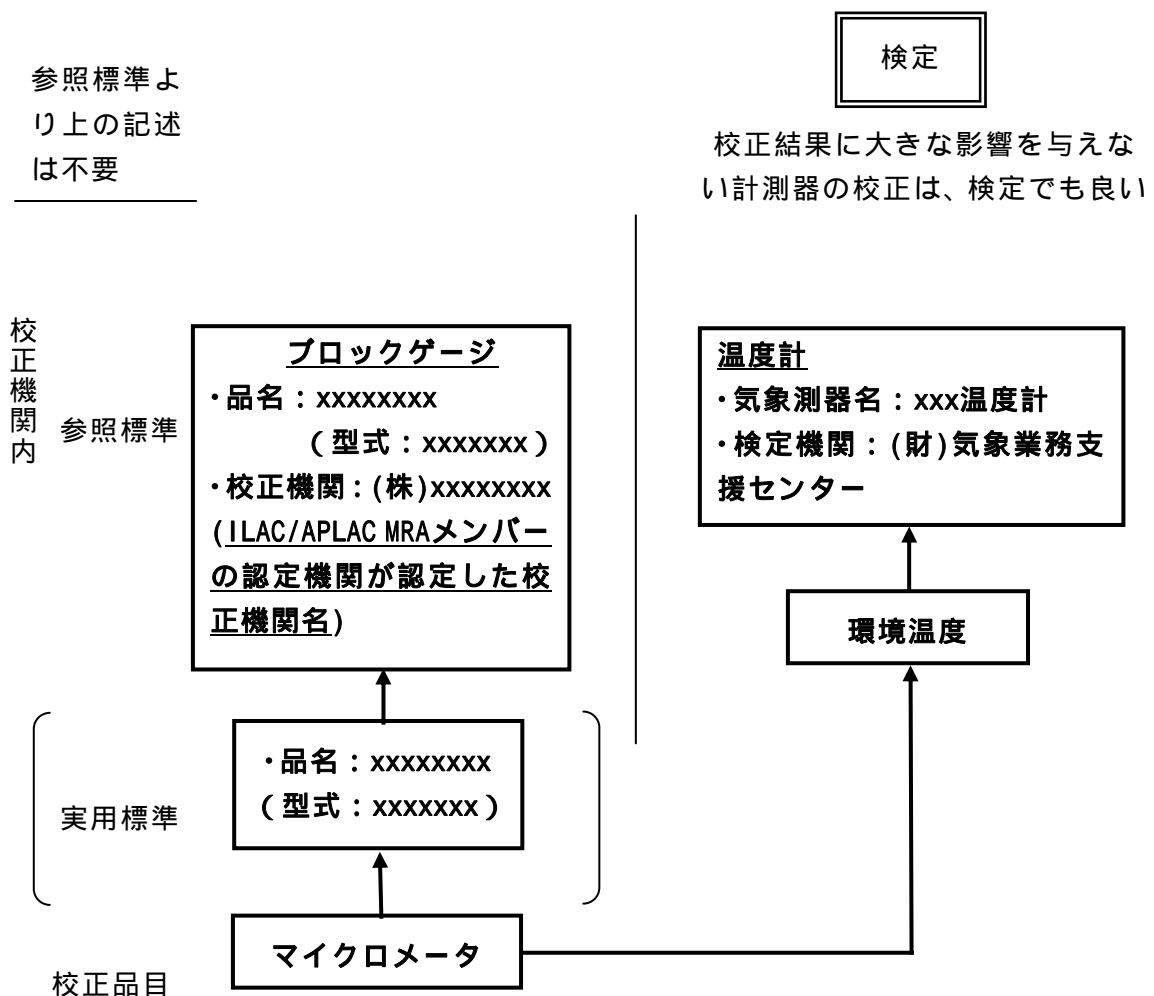 参照標準よ
り上の記述
は不要
検定
校正結果に大きな影響を与えな
い計測器の校正は、検定でも良い
校正機関内
参照標準
ブロックゲージ
・品名：xxxxxxxx
（型式：xxxxxxx）
・校正機関：(株)xxxxxxxx
(ILAC/APLAC MRAメンバー
の認定機関が認定した校
正機関名)
温度計
・気象測器名：xxx温度計
・検定機関：(財)気象業務支
援センター
環境温度
実用標準
・品名：xxxxxxxx
（型式：xxxxxxx）
マイクロメータ
校正品目